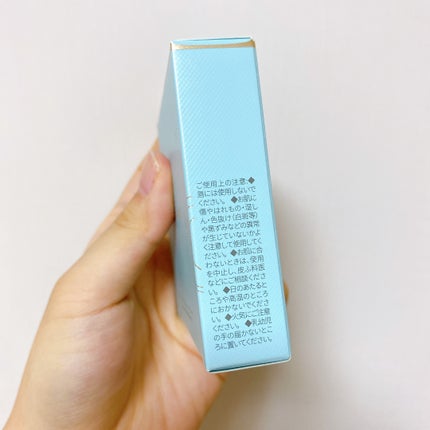 ご使用上の注意:◆
顔には使用しないで
ください。 ◆お肌に
傷やはれもの・湿し
ん・色抜け(白斑等)
や黒ずみなどの異常
が生じていないかよ
く注意して使用してく
ださい。 ◆お肌に合
わないときは、使用
を中止し、皮ふ科医
などにご相談くださ
い。 ◆日のあたると
ころや高温のところ
におかないでくださ
い。 ◆火気にご注意
ください。 ◆乳幼児
の手の届かないとこ
ろに置いてください。